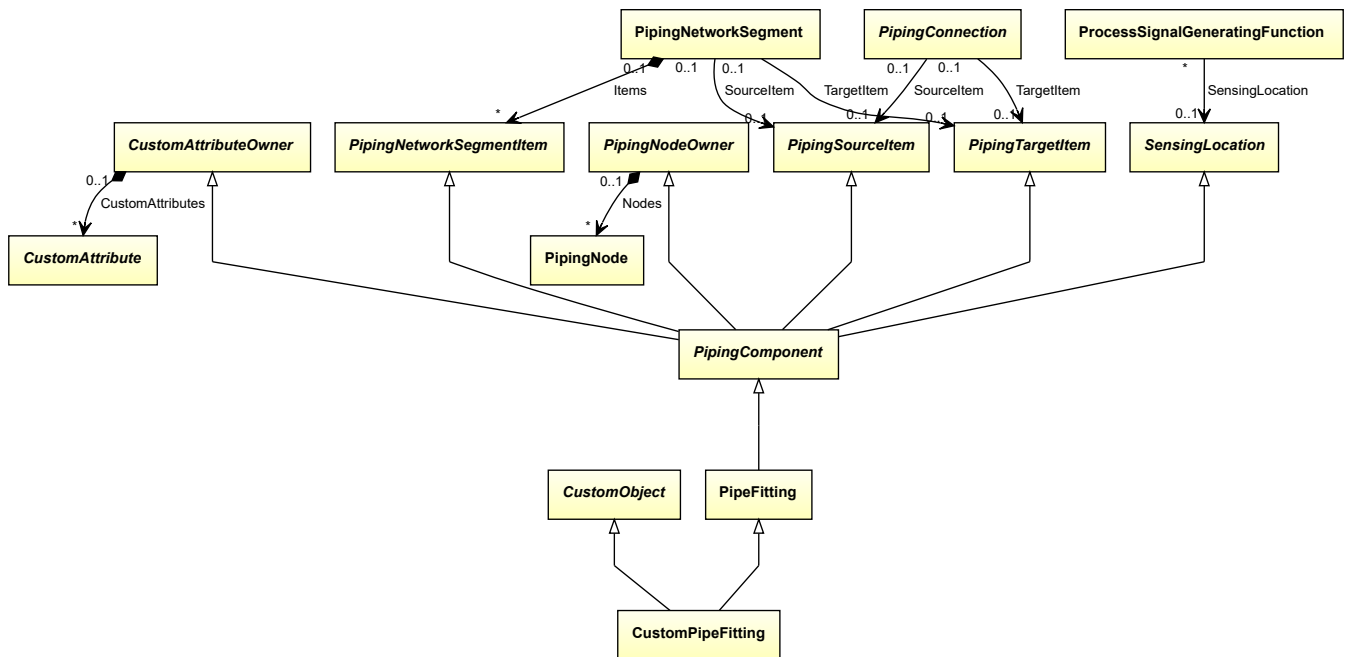 PipingNetworkSegment
PipingConnection
ProcessSignalGeneratingFunction
0..1
0..1
0..1
0..1
0..1
*
Items
SourceItem
TargetItem
SourceItem
TargetItem
SensingLocation
*
0..1
0..1
0..1
0..1
0..1
CustomAttributeOwner
PipingNetworkSegmentItem
PipingNodeOwner
PipingSourceItem
PipingTargetItem
SensingLocation
0..1
0..1
CustomAttributes
Nodes
*
*
CustomAttribute
PipingNode
PipingComponent
CustomObject
PipeFitting
CustomPipeFitting